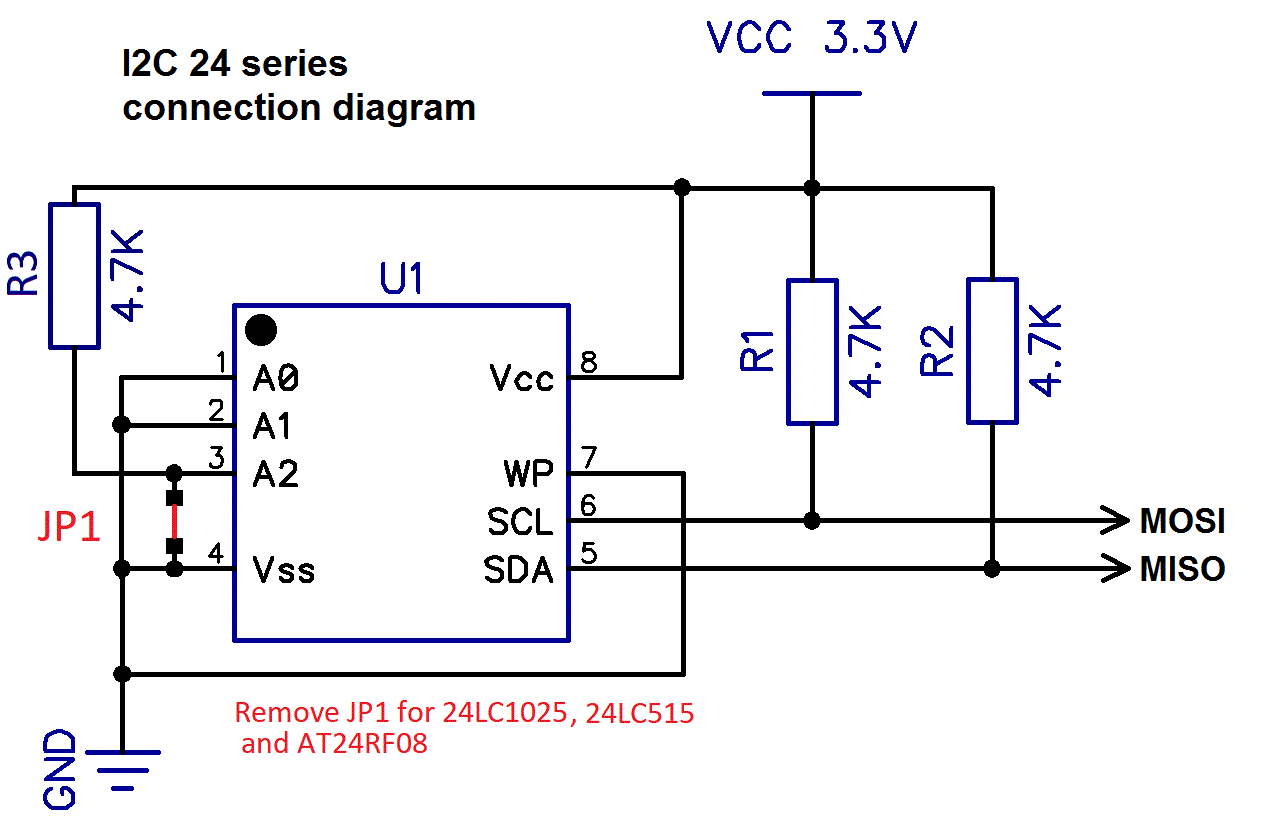 I2C 24 series
connection diagram
VCC 3.3V
R3
4.7K
U1
R1
4.7K
R2
4.7K
1
A0
Vcc
8
2
A1
3
A2
WP
7
SCL
6
MOSI
JP1
4
Vss
SDA
5
MISO
Remove JP1 for 24LC1025, 24LC515
and AT24RF08
GND